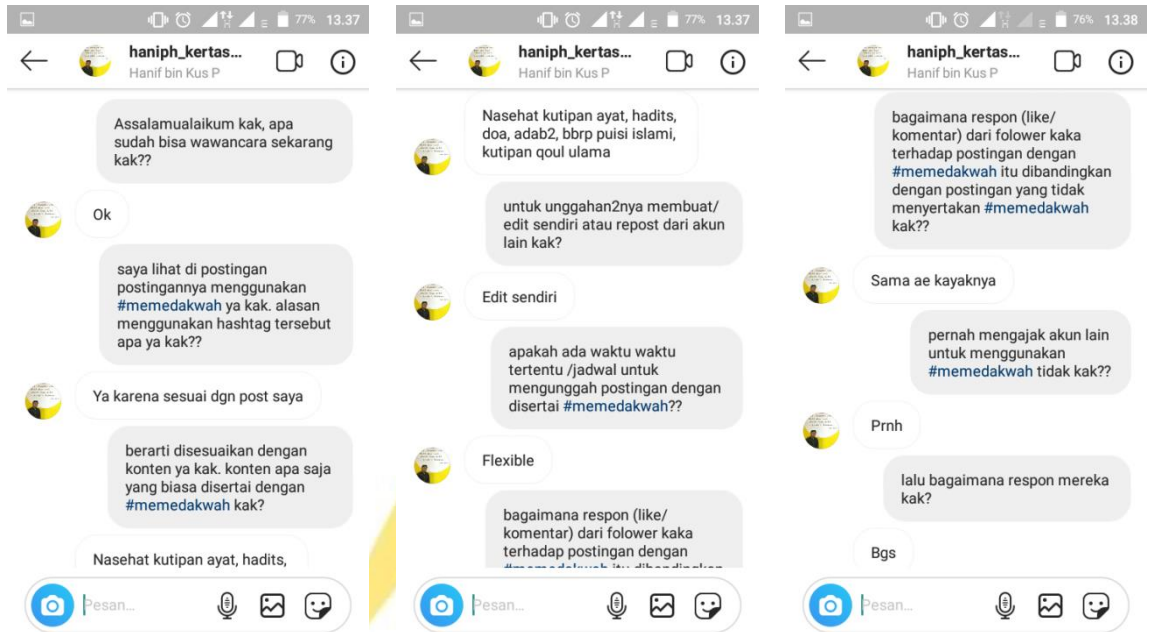 77% 13.37
haniph_kertas...
Hanif bin Kus P
Assalamualaikum kak, apa
sudah bisa wawancara sekarang
kak??
Ok
saya lihat di postingan
postingannya menggunakan
#memedakwah ya kak. alasan
menggunakan hashtag tersebut
apa ya kak??
Ya karena sesuai dgn post saya
berarti disesuaikan dengan
konten ya kak. konten apa saja
yang biasa disertai dengan
#memedakwah kak?
Nasehat kutipan ayat, hadits,
Pesan...
77% 13.37
haniph_kertas...
Hanif bin Kus P
Nasehat kutipan ayat, hadits,
doa, adab2, bbrp puisi islami,
kutipan qoul ulama
untuk unggahan2nya membuat/
edit sendiri atau repost dari akun
lain kak?
Edit sendiri
apakah ada waktu waktu
tertentu /jadwal untuk
mengunggah postingan dengan
disertai #memedakwah??
Flexible
bagaimana respon (like/
komentar) dari folower kaka
terhadap postingan dengan
#memedakwah itu dibandingkan
Pesan...
76% 13.38
haniph_kertas...
Hanif bin Kus P
bagaimana respon (like/
komentar) dari folower kaka
terhadap postingan dengan
#memedakwah itu dibandingkan
dengan postingan yang tidak
menyertakan #memedakwah
kak??
Sama ae kayaknya
pernah mengajak akun lain
untuk menggunakan
#memedakwah tidak kak??
Prnh
lalu bagaimana respon mereka
kak?
Bgs
Pesan...